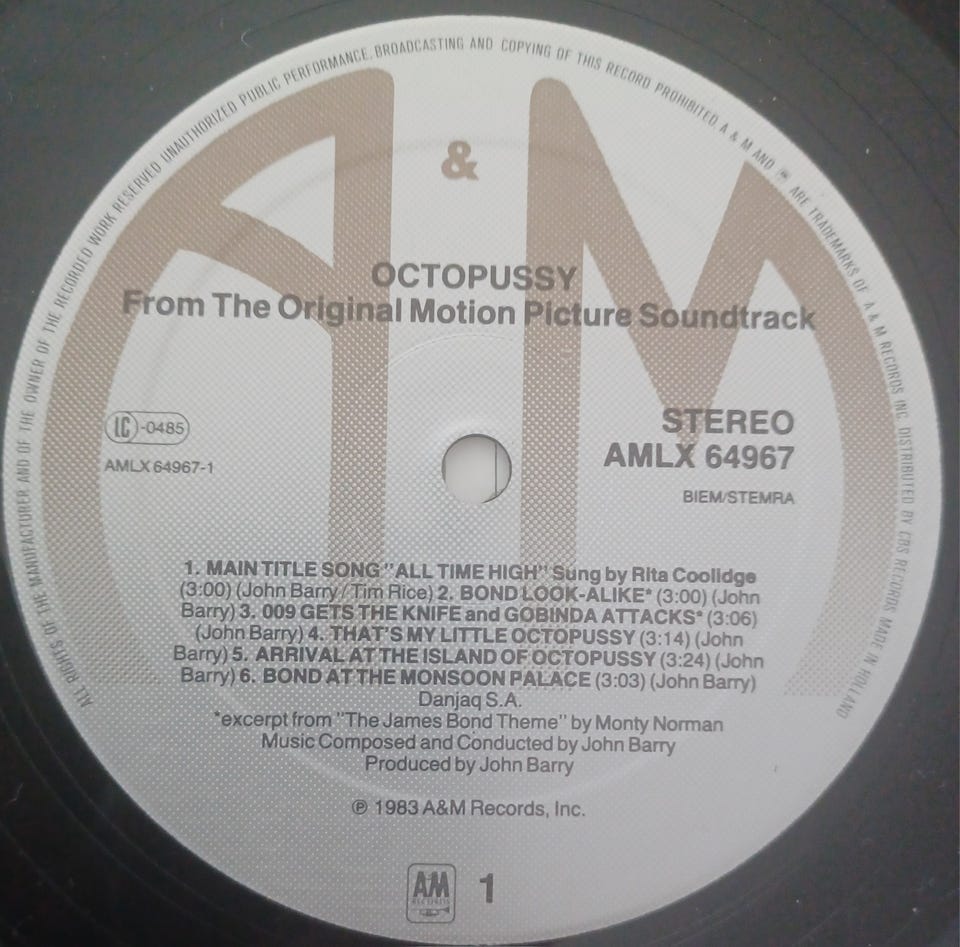 ALL RIGHTS OF THE MANUFACTURER AND OF THE OWNER OF THE RECORDED WORK RESERVED UNAUTHORIZED PUBLIC PERFORMANCE, BROADCASTING AND COPYING OF THIS RECORD PROHIBITED A & M AND ARE TRADEMARKS OF A & M RECORDS INC. DISTRIBUTED BY CBS RECORDS MADE IN HOLLAND
A & M
OCTOPUSSY
From The Original Motion Picture Soundtrack
LC -0485
AMLX 64967-1
STEREO
AMLX 64967
BIEM/STEMRA
1. MAIN TITLE SONG "ALL TIME HIGH" Sung by Rita Coolidge
(3:00) (John Barry / Tim Rice) 2. BOND LOOK-ALIKE* (3:00) (John
Barry) 3. 009 GETS THE KNIFE and GOBINDA ATTACKS* (3:06)
(John Barry) 4. THAT'S MY LITTLE OCTOPUSSY (3:14) (John
Barry) 5. ARRIVAL AT THE ISLAND OF OCTOPUSSY (3:24) (John
Barry) 6. BOND AT THE MONSOON PALACE (3:03) (John Barry)
Danjaq S.A.
*excerpt from "The James Bond Theme" by Monty Norman
Music Composed and Conducted by John Barry
Produced by John Barry
℗ 1983 A&M Records, Inc.
A&M
RECORDS
1